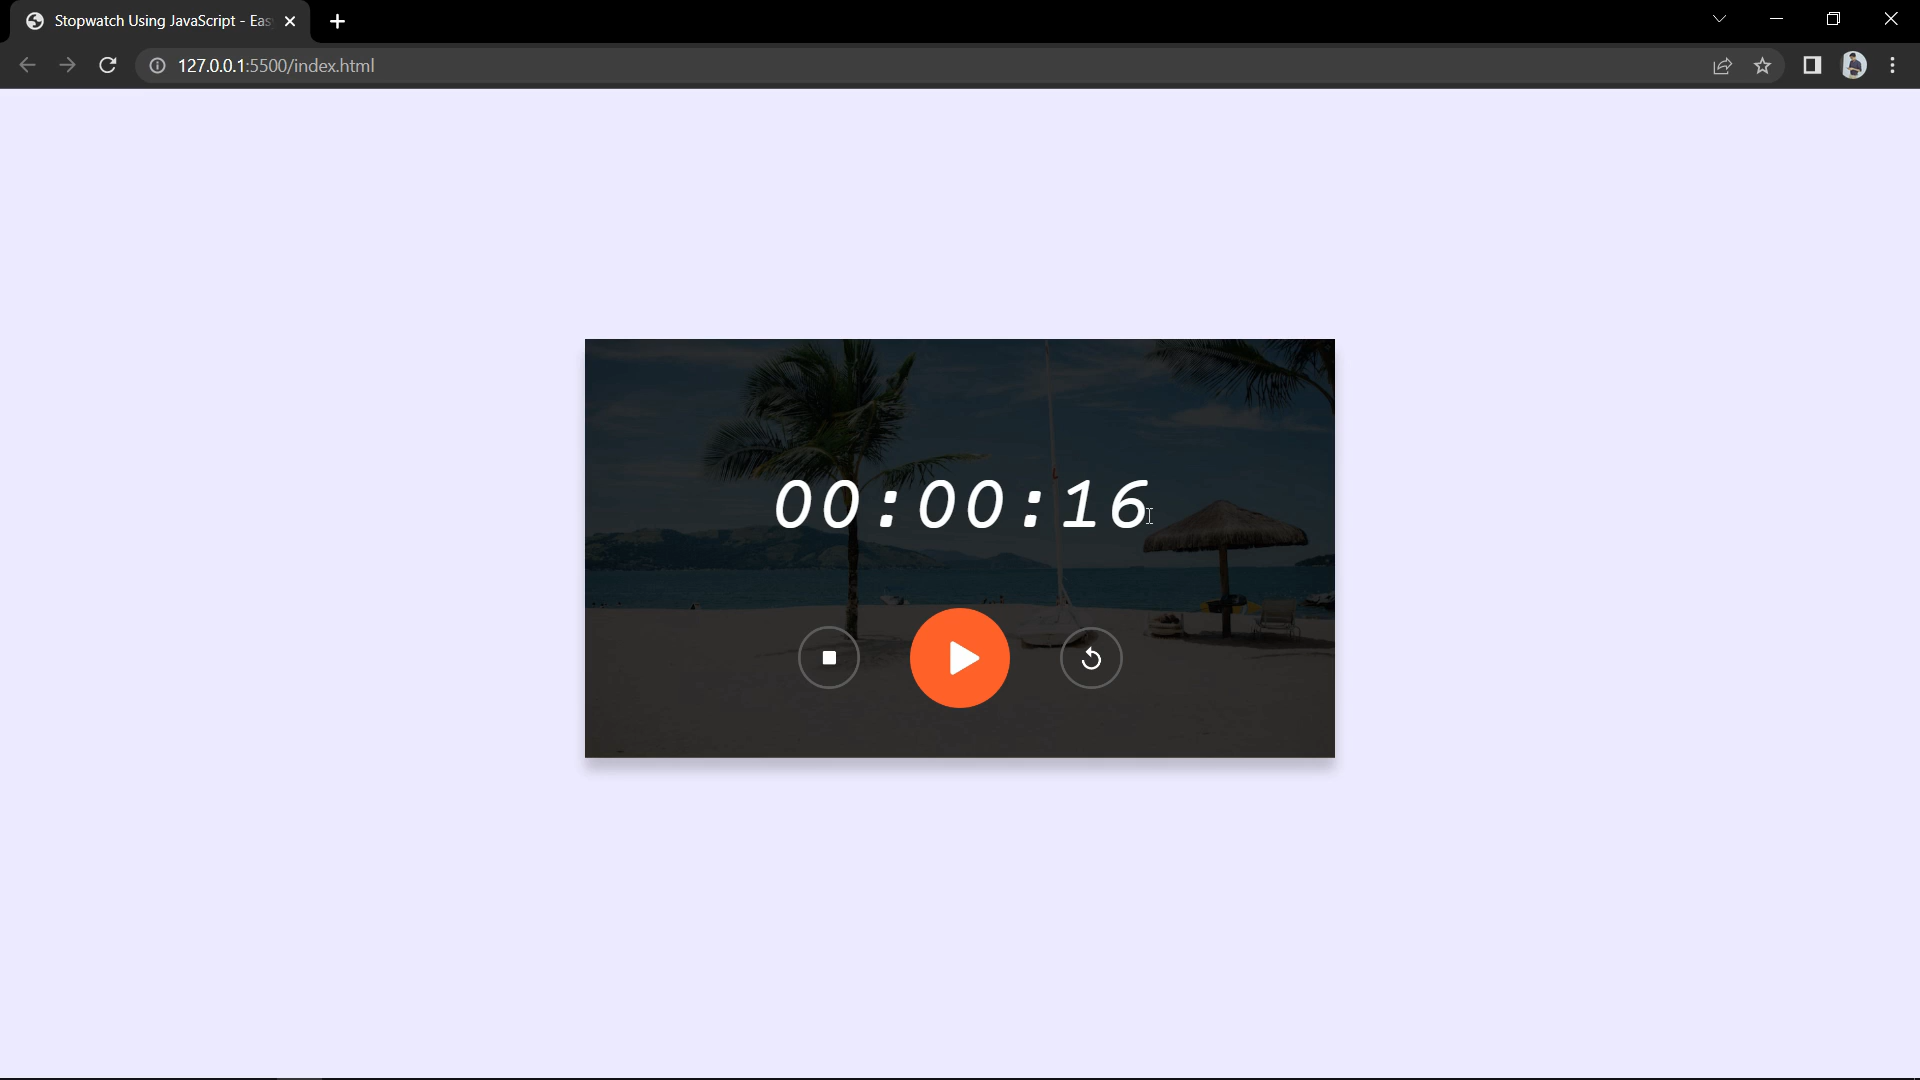 Stopwatch Using JavaScript - Eas
127.0.0.1:5500/index.html
00:00:16